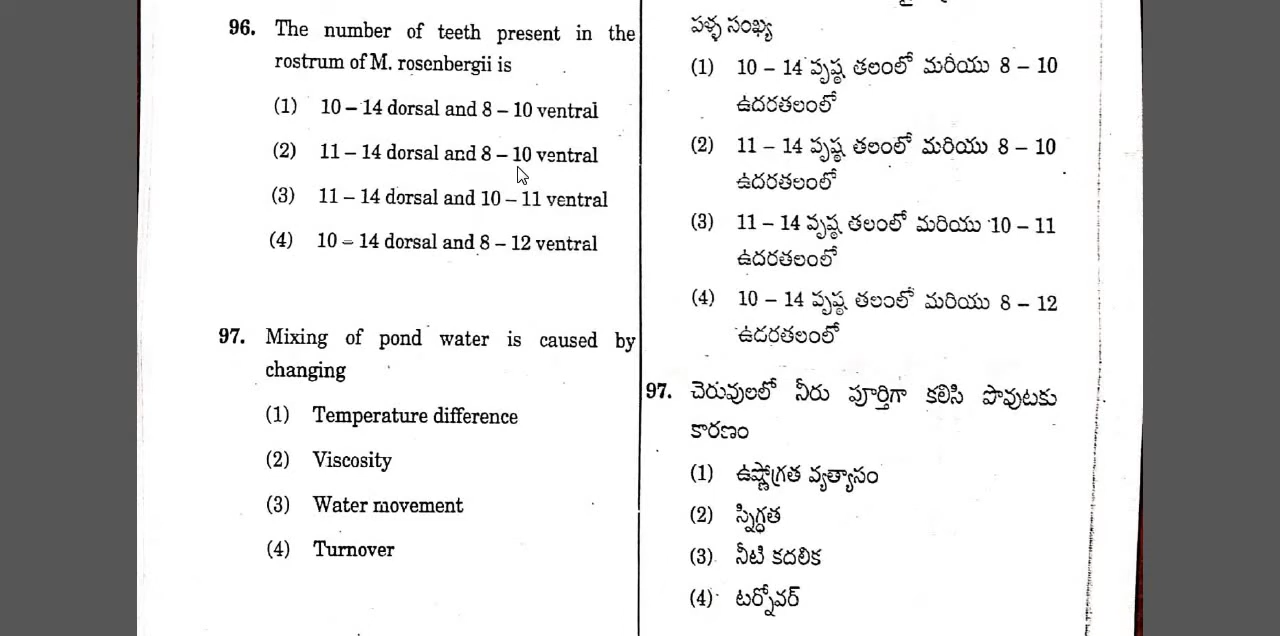 96. The number of teeth present in the
rostrum of M. rosenbergii is
(1) 10 – 14 dorsal and 8 – 10 ventral
(2) 11 – 14 dorsal and 8 – 10 ventral
(3) 11 – 14 dorsal and 10 – 11 ventral
(4) 10 – 14 dorsal and 8 – 12 ventral
97. Mixing of pond water is caused by
changing
(1) Temperature difference
(2) Viscosity
(3) Water movement
(4) Turnover
పళ్ళ సంఖ్య
(1) 10 – 14 పృష్ఠ తలంలో మరియు 8 – 10
ఉదరతలంలో
(2) 11 – 14 పృష్ఠ తలంలో మరియు 8 – 10
ఉదరతలంలో
(3) 11 – 14 పృష్ఠ తలంలో మరియు 10 – 11
ఉదరతలంలో
(4) 10 – 14 పృష్ఠ తలంలో మరియు 8 – 12
ఉదరతలంలో
97. చెరువులలో నీరు పూర్తిగా కలిసి పొవుటకు
కారణం
(1) ఉష్ణోగ్రత వ్యత్యాసం
(2) స్నిగ్ధత
(3) నీటి కదలిక
(4) టర్నోవర్